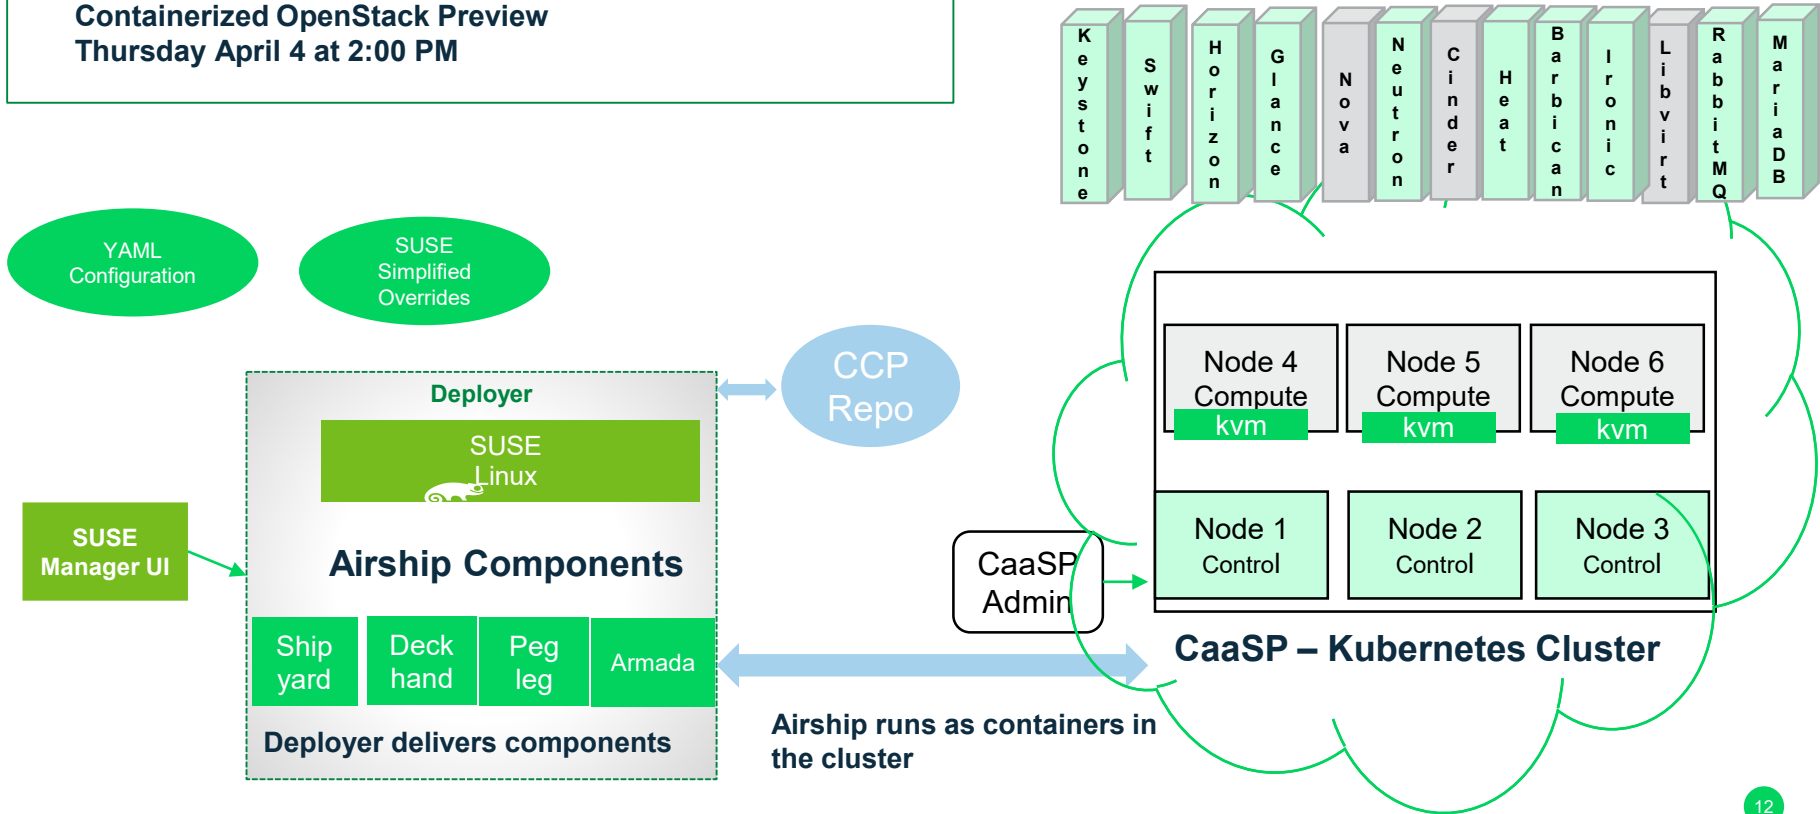 Containerized OpenStack Preview
Thursday April 4 at 2:00 PM
Keystone
Swift
Horizon
Glance
Nova
Neutron
Cinder
Heat
Barbican
Ironic
Libvirt
RabbitMQ
MariaDB
YAML
Configuration
SUSE
Simplified
Overrides
CCP
Repo
Deployer
SUSE
Linux
SUSE
Manager UI
Airship Components
Ship
yard
Deck
hand
Peg
leg
Armada
Deployer delivers components
Airship runs as containers in
the cluster
CaaSP
Admin
Node 4
Compute
kvm
Node 5
Compute
kvm
Node 6
Compute
kvm
Node 1
Control
Node 2
Control
Node 3
Control
CaaSP – Kubernetes Cluster
12